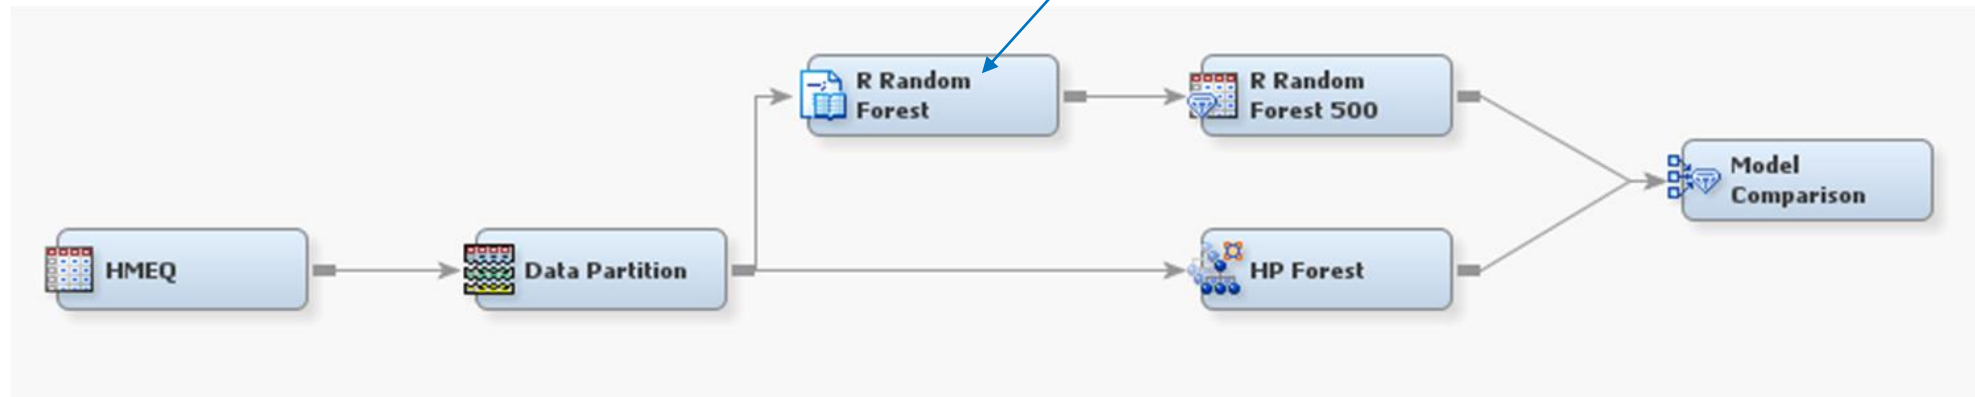 R Random
Forest
R Random
Forest 500
Model
Comparison
HMEQ
Data Partition
HP Forest